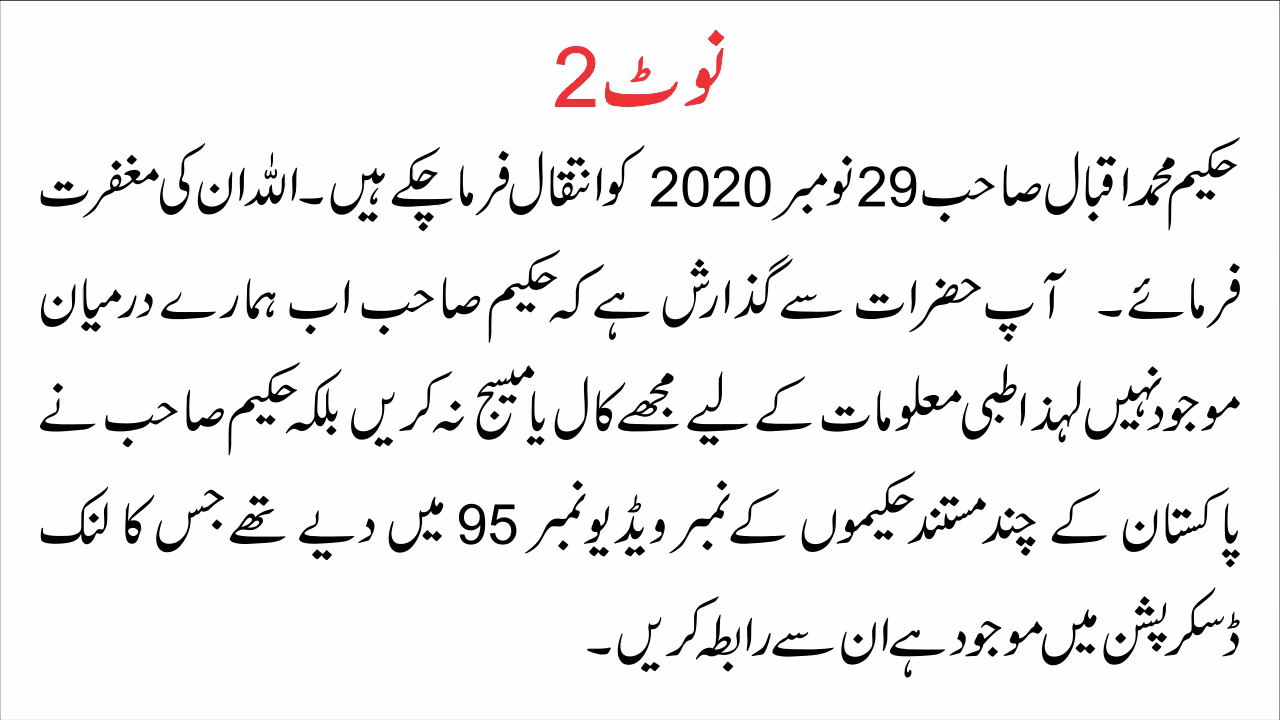 نوٹ 2
حکیم محمد اقبال صاحب 29 نومبر 2020 کو انتقال فرما چکے ہیں۔ اللہ ان کی مغفرت
فرمائے۔ آپ حضرات سے گذارش ہے کہ حکیم صاحب اب ہمارے درمیان
موجود نہیں لہذا طبی معلومات کے لیے مجھے کال یا میسیج نہ کریں بلکہ حکیم صاحب نے
پاکستان کے چند مستند حکیموں کے نمبر ویڈیو نمبر 95 میں دیے تھے جس کا لنک
ڈسکرپشن میں موجود ہے ان سے رابطہ کریں۔